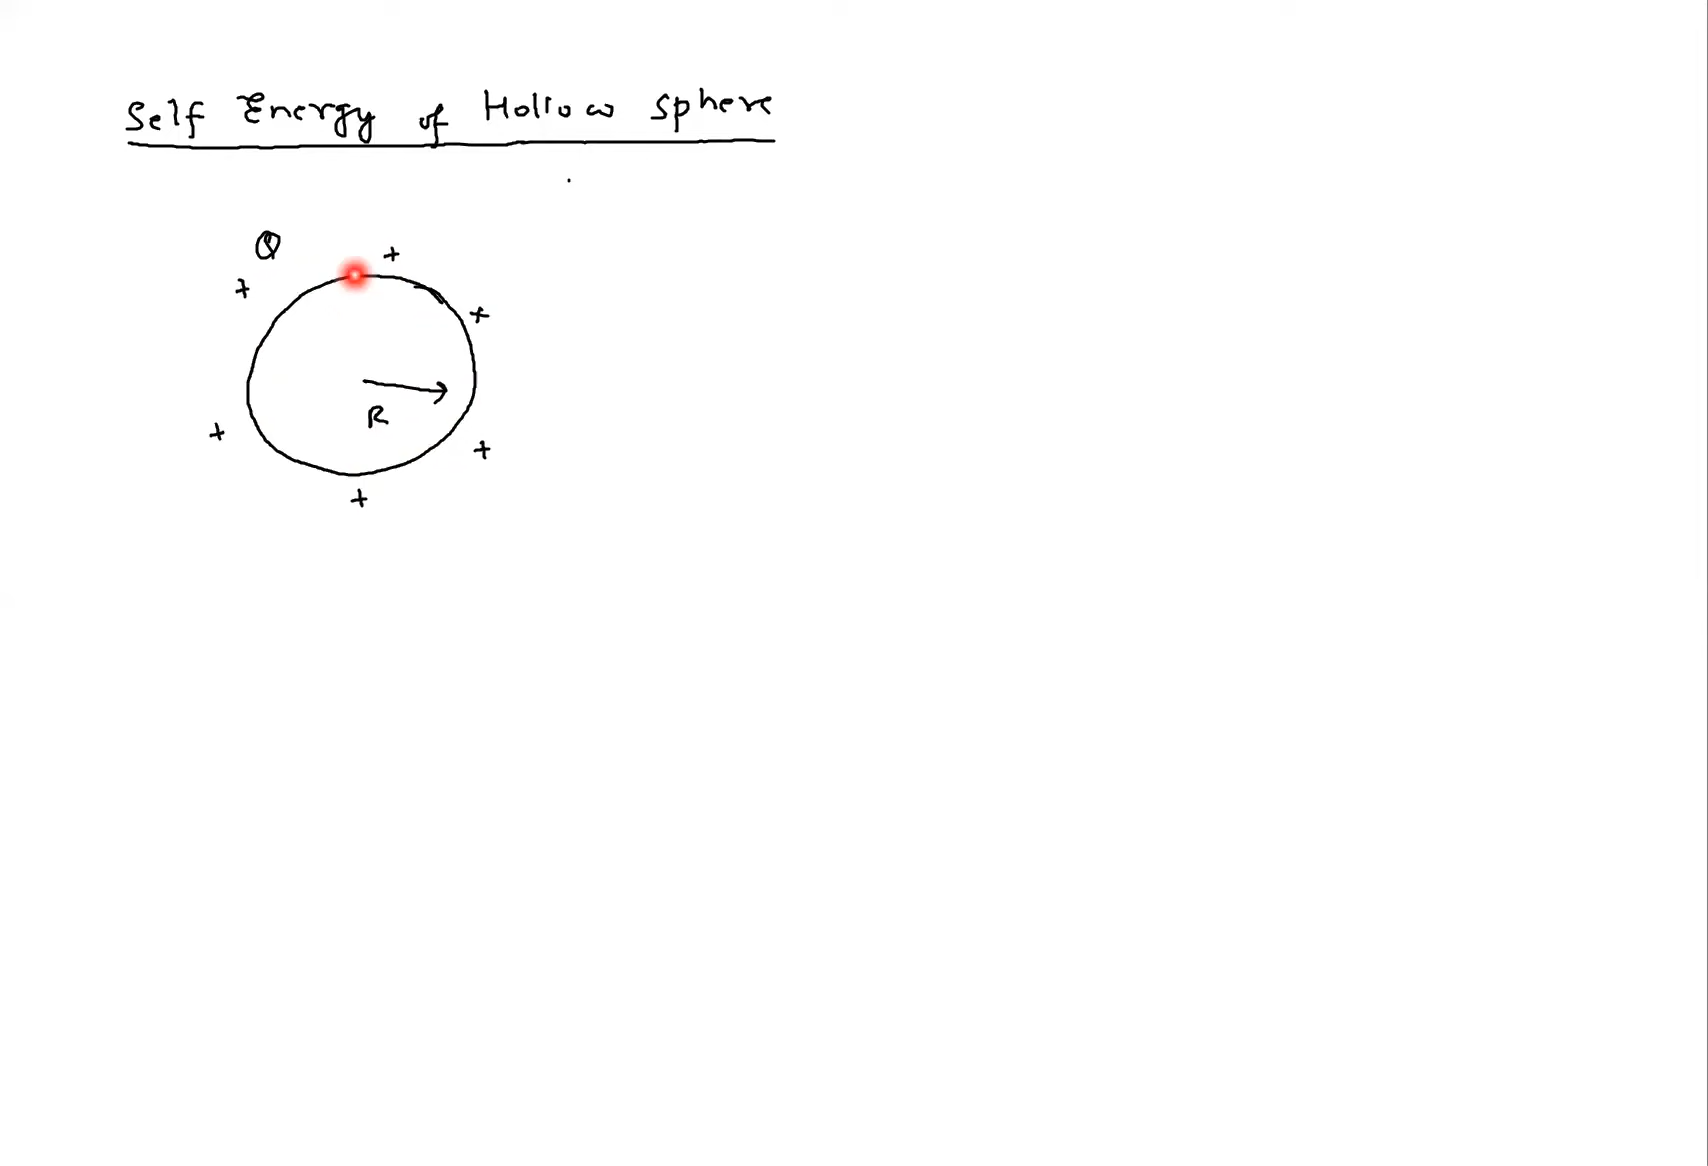 Self Energy of Hollow sphere
Q
+
+
+
R
+
+
+